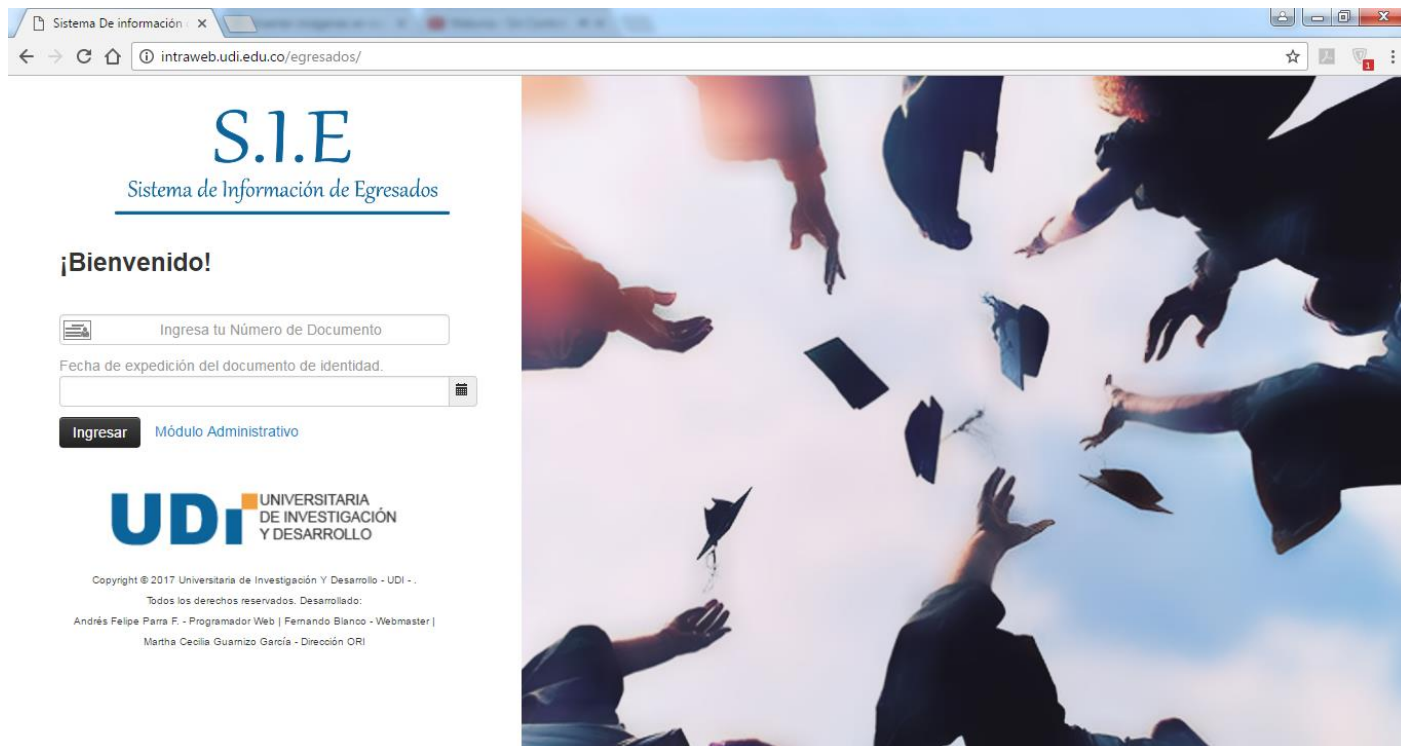 Sistema De información
intraweb.udi.edu.co/egresados/
1
S.I.E
Sistema de Información de Egresados
¡Bienvenido!
Ingresa tu Número de Documento
Fecha de expedición del documento de identidad.
Ingresar Módulo Administrativo
UDI UNIVERSITARIA
DE INVESTIGACIÓN
Y DESARROLLO
Copyright © 2017 Universitaria de Investigación Y Desarrollo - UDI - .
Todos los derechos reservados. Desarrollado:
Andrés Felipe Parra F. - Programador Web | Fernando Blanco - Webmaster |
Martha Cecilia Guarnizo García - Dirección ORI